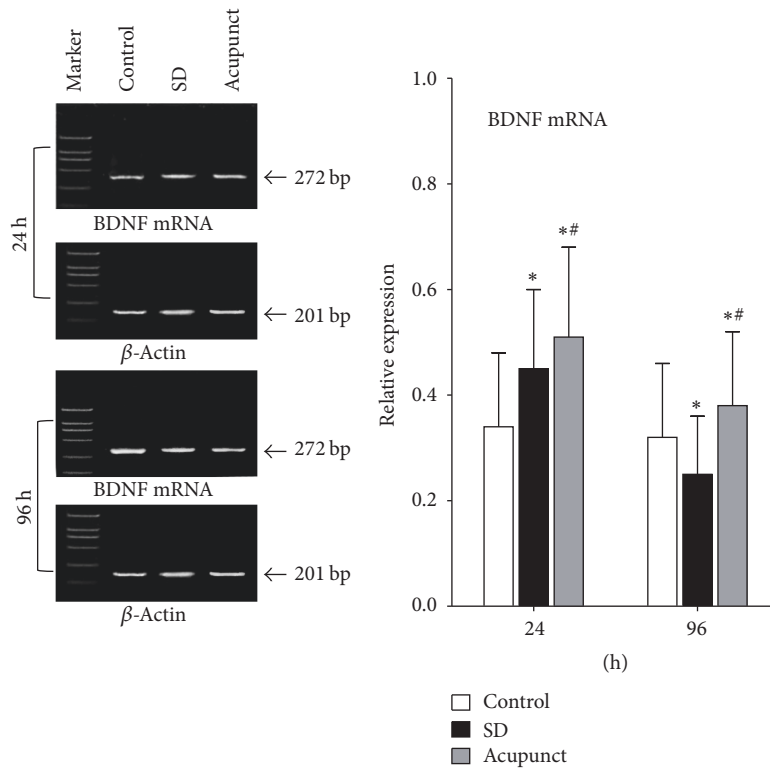 Marker
Control
SD
Acupunct
24 h
← 272 bp
BDNF mRNA
← 201 bp
β-Actin
96 h
← 272 bp
BDNF mRNA
← 201 bp
β-Actin
BDNF mRNA
Relative expression
1.0
0.8
0.6
0.4
0.2
0.0
*
*#
*
*#
24
96
(h)
Control
SD
Acupunct